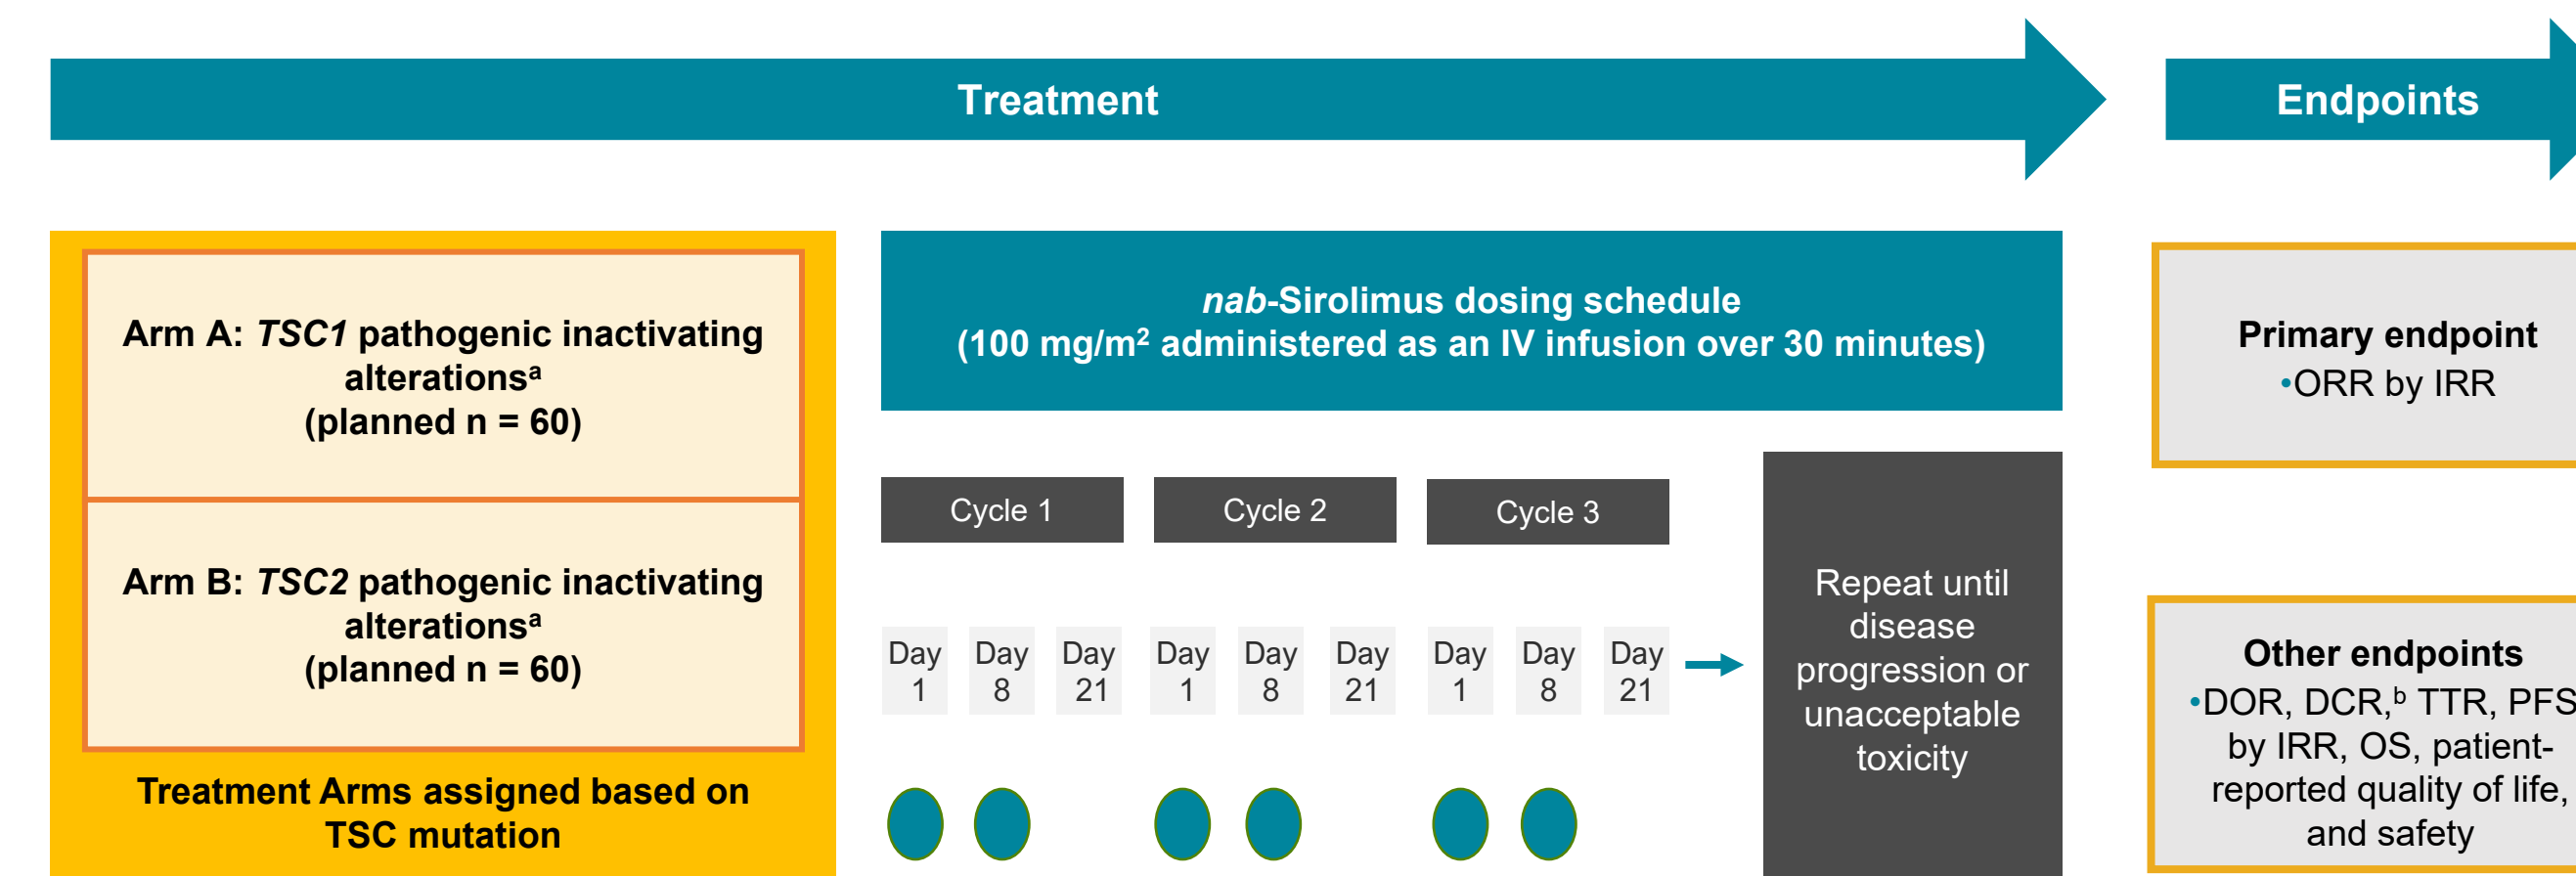 Treatment
Endpoints
Arm A: TSC1 pathogenic inactivating
alterationsᵃ
(planned n = 60)
Arm B: TSC2 pathogenic inactivating
alterationsᵃ
(planned n = 60)
Treatment Arms assigned based on
TSC mutation
nab-Sirolimus dosing schedule
(100 mg/m² administered as an IV infusion over 30 minutes)
Cycle 1
Cycle 2
Cycle 3
Day
1
Day
8
Day
21
Day
1
Day
8
Day
21
Day
1
Day
8
Day
21
Repeat until
disease
progression or
unacceptable
toxicity
Primary endpoint
•ORR by IRR
Other endpoints
•DOR, DCR,ᵇ TTR, PFS
by IRR, OS, patient-
reported quality of life,
and safety